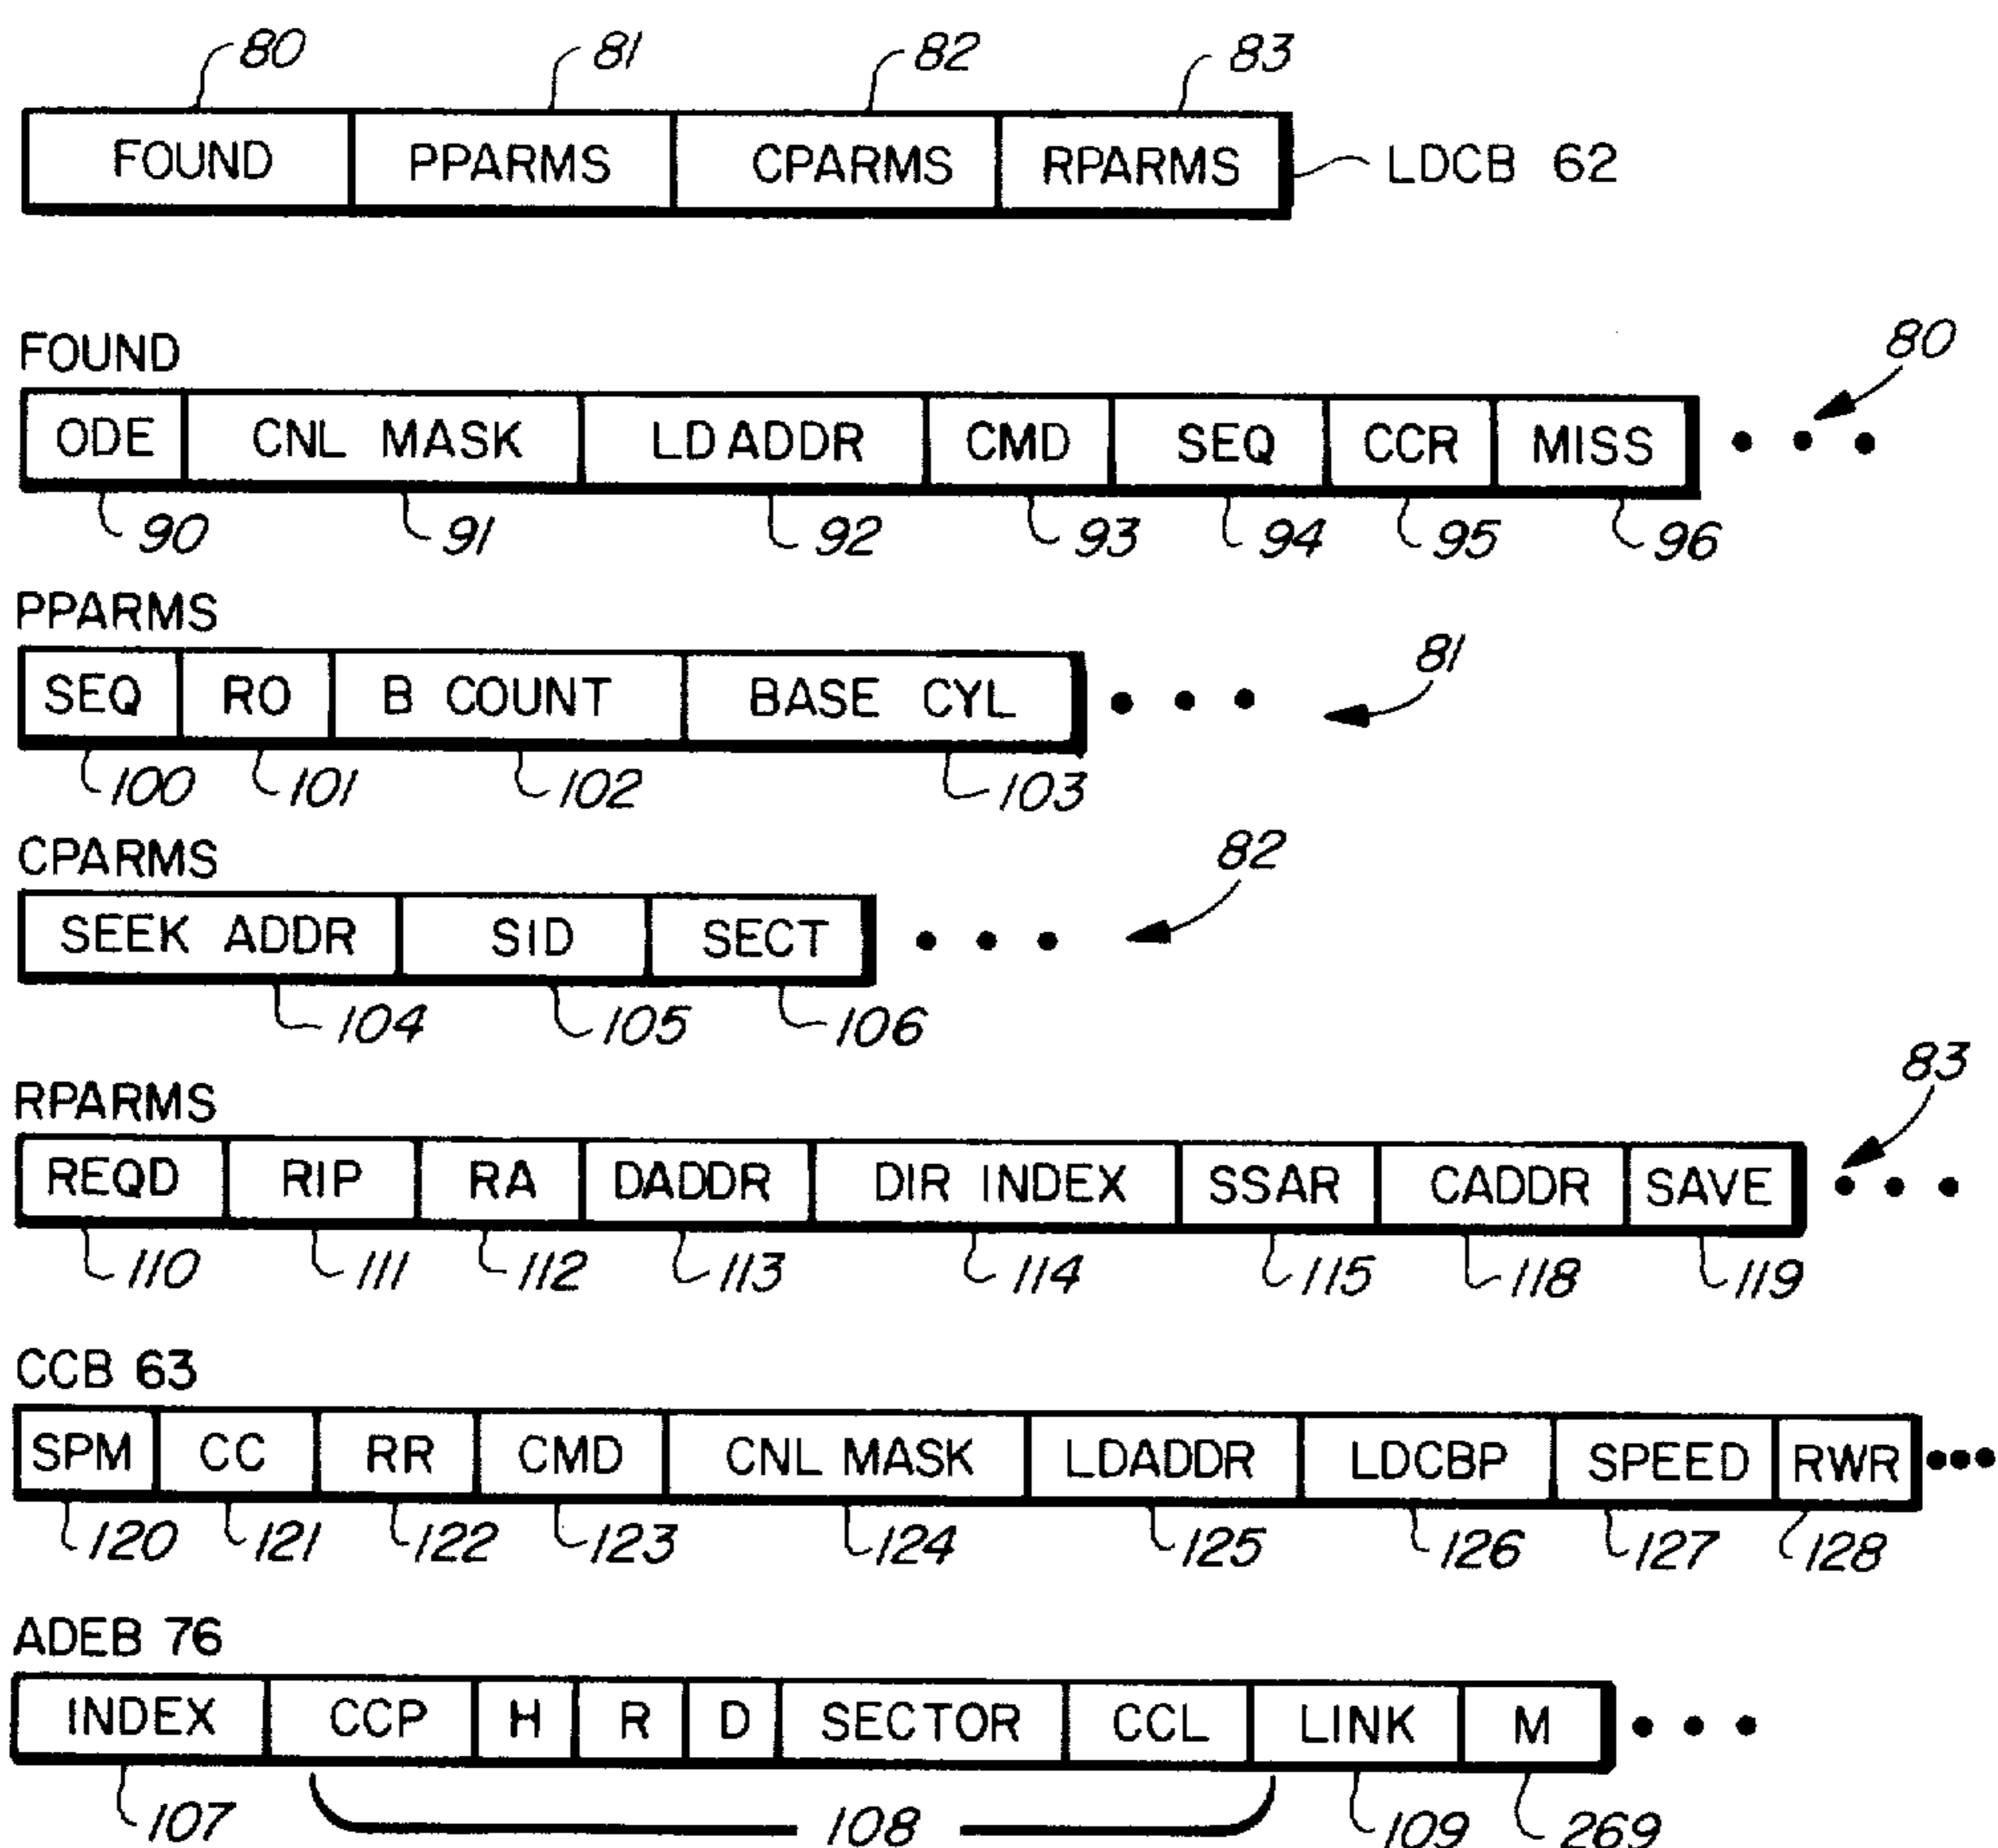 80 81 82 83
FOUND PPARMS CPARMS RPARMS LDCB 62
FOUND 80
ODE CNL MASK LDADDR CMD SEQ CCR MISS
90 91 92 93 94 95 96
PPARMS
81
SEQ RO B COUNT BASE CYL
100 101 102 103
CPARMS 82
SEEK ADDR SID SECT
104 105 106
RPARMS 83
REQD RIP RA DADDR DIR INDEX SSAR CADDR SAVE
110 111 112 113 114 115 118 119
CCB 63
SPM CC RR CMD CNL MASK LDADDR LDCBP SPEED RWR
120 121 122 123 124 125 126 127 128
ADEB 76
INDEX CCP H R D SECTOR CCL LINK M
107 108 109 269